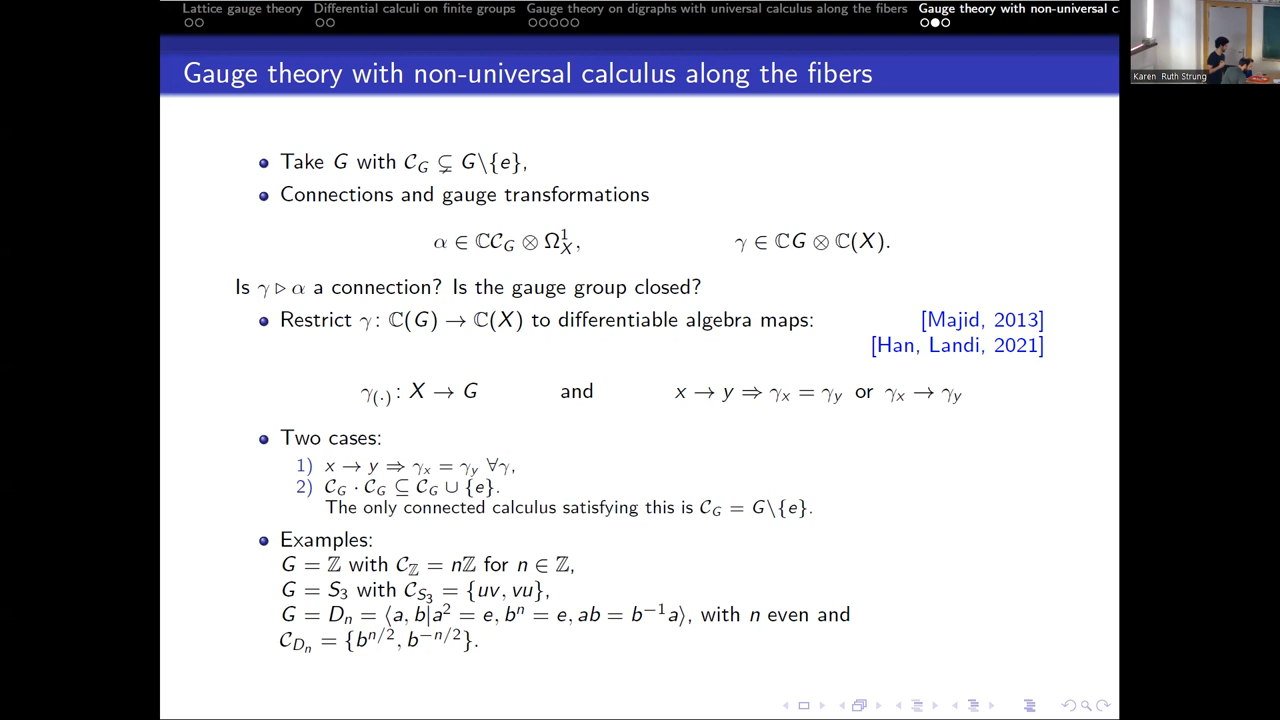 Lattice gauge theory Differential calculi on finite groups Gauge theory on digraphs with universal calculus along the fibers Gauge theory with non-universal c
Karen Ruth Strung
Gauge theory with non-universal calculus along the fibers
Take G with 𝒞_G ⊊ G\{e},
Connections and gauge transformations
α ∈ ℂ𝒞_G ⊗ Ω¹_X, γ ∈ ℂG ⊗ ℂ(X).
Is γ ▷ α a connection? Is the gauge group closed?
Restrict γ: ℂ(G) → ℂ(X) to differentiable algebra maps: [Majid, 2013]
[Han, Landi, 2021]
γ_(·): X → G and x → y ⇒ γ_x = γ_y or γ_x → γ_y
Two cases:
1) x → y ⇒ γ_x = γ_y ∀γ,
2) 𝒞_G · 𝒞_G ⊆ 𝒞_G ∪ {e}.
The only connected calculus satisfying this is 𝒞_G = G\{e}.
Examples:
G = ℤ with 𝒞_ℤ = nℤ for n ∈ ℤ,
G = S₃ with 𝒞_S₃ = {uv, vu},
G = D_n = ⟨a, b|a² = e, bⁿ = e, ab = b⁻¹a⟩, with n even and
𝒞_D_n = {b^{n/2}, b^{−n/2}}.